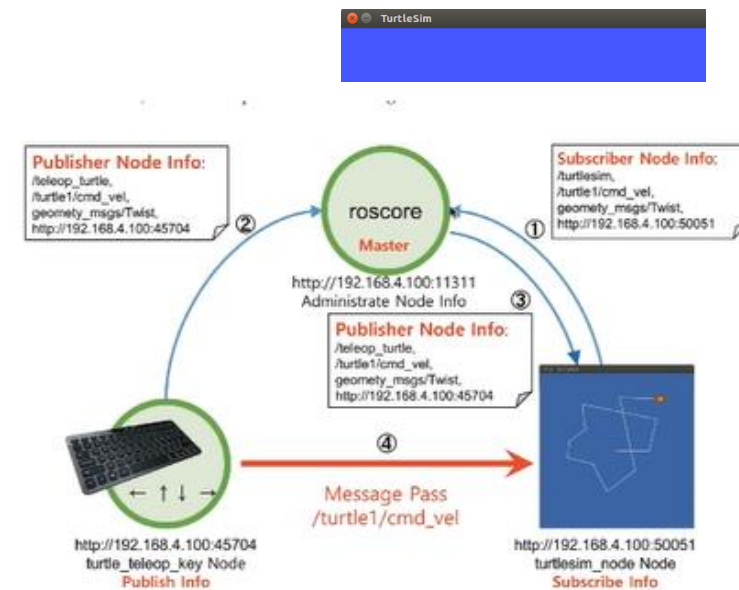 TurtleSim
Publisher Node Info:
/teleop_turtle,
/turtle1/cmd_vel,
geomety_msgs/Twist,
http://192.168.4.100:45704
②
roscore
Master
http://192.168.4.100:11311
Administrate Node Info
Subscriber Node Info:
/turtlesim,
/turtle1/cmd_vel,
geomety_msgs/Twist,
http://192.168.4.100:50051
①
③
Publisher Node Info:
/teleop_turtle,
/turtle1/cmd_vel,
geomety_msgs/Twist,
http://192.168.4.100:45704
④
Message Pass
/turtle1/cmd_vel
← ↑↓ →
http://192.168.4.100:45704
turtle_teleop_key Node
Publish Info
http://192.168.4.100:50051
turtlesim_node Node
Subscribe Info